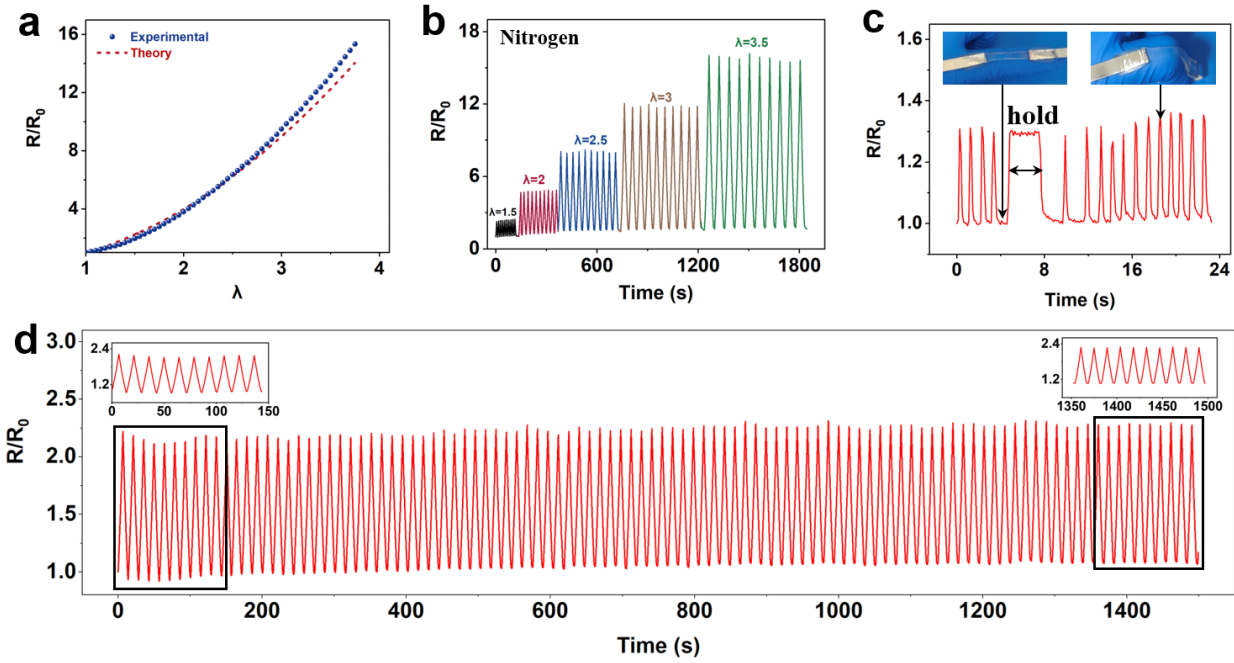 a
Experimental
Theory
16
12
8
4
1
2
3
4
R/R0
λ
b
Nitrogen
λ=1.5
λ=2
λ=2.5
λ=3
λ=3.5
18
12
6
0
0
600
1200
1800
R/R0
Time (s)
c
hold
1.6
1.4
1.2
1.0
0
8
16
24
R/R0
Time (s)
d
3.0
2.5
2.0
1.5
1.0
2.4
1.2
0
50
100
150
2.4
1.2
1350
1400
1450
1500
0
200
400
600
800
1000
1200
1400
R/R0
Time (s)